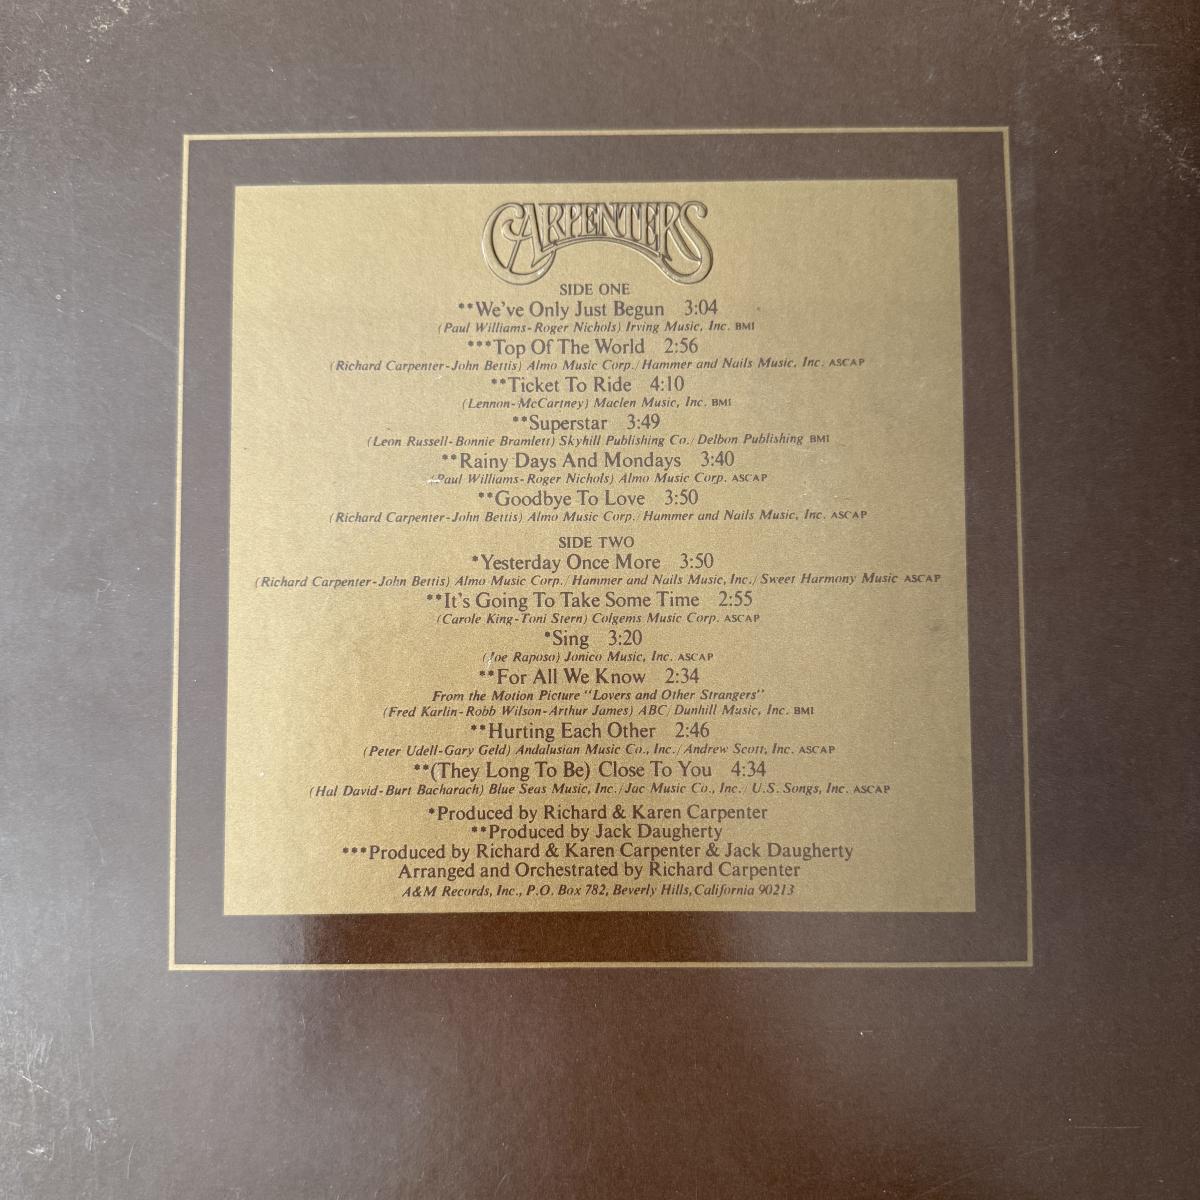 CARPENTERS
SIDE ONE
**We've Only Just Begun 3:04
(Paul Williams-Roger Nichols) Irving Music, Inc. BMI
***Top Of The World 2:56
(Richard Carpenter-John Bettis) Almo Music Corp./Hammer and Nails Music, Inc. ASCAP
**Ticket To Ride 4:10
(Lennon-McCartney) Maclen Music, Inc. BMI
**Superstar 3:49
(Leon Russell-Bonnie Bramlett) Skyhill Publishing Co./Delbon Publishing BMI
**Rainy Days And Mondays 3:40
(Paul Williams-Roger Nichols) Almo Music Corp. ASCAP
**Goodbye To Love 3:50
(Richard Carpenter-John Bettis) Almo Music Corp./Hammer and Nails Music, Inc. ASCAP
SIDE TWO
*Yesterday Once More 3:50
(Richard Carpenter-John Bettis) Almo Music Corp./Hammer and Nails Music, Inc./Sweet Harmony Music ASCAP
**It's Going To Take Some Time 2:55
(Carole King-Toni Stern) Colgems Music Corp. ASCAP
*Sing 3:20
(Joe Raposo) Jonico Music, Inc. ASCAP
**For All We Know 2:34
From the Motion Picture "Lovers and Other Strangers"
(Fred Karlin-Robb Wilson-Arthur James) ABC/Dunhill Music, Inc. BMI
**Hurting Each Other 2:46
(Peter Udell-Gary Geld) Andalusian Music Co., Inc./Andrew Scott, Inc. ASCAP
**(They Long To Be) Close To You 4:34
(Hal David-Burt Bacharach) Blue Seas Music, Inc./Jac Music Co., Inc./U.S. Songs, Inc. ASCAP
*Produced by Richard & Karen Carpenter
**Produced by Jack Daugherty
***Produced by Richard & Karen Carpenter & Jack Daugherty
Arranged and Orchestrated by Richard Carpenter
A&M Records, Inc., P.O. Box 782, Beverly Hills, California 90213